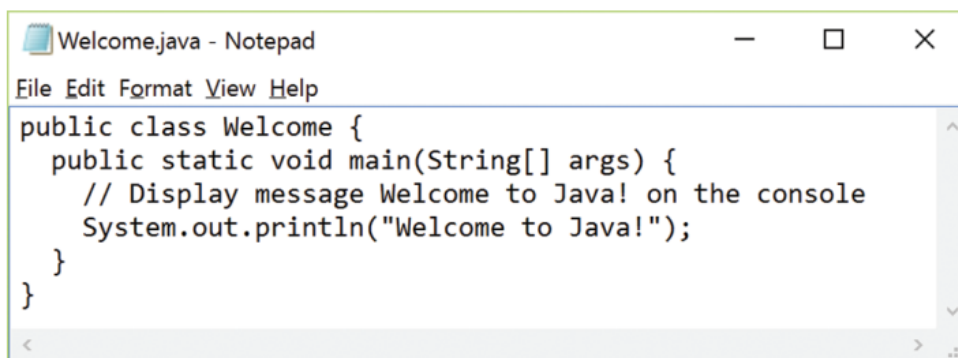 Welcome.java - Notepad
File Edit Format View Help
public class Welcome {
  public static void main(String[] args) {
    // Display message Welcome to Java! on the console
    System.out.println("Welcome to Java!");
  }
}